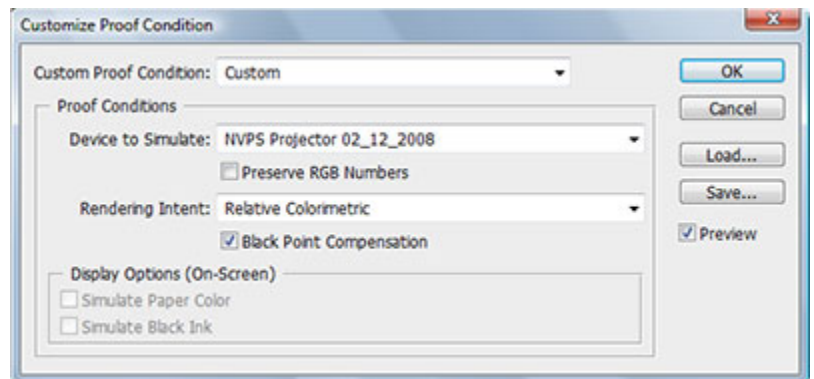 Customize Proof Condition
Custom Proof Condition: Custom
OK
Proof Conditions
Cancel
Device to Simulate: NVPS Projector 02_12_2008
Preserve RGB Numbers
Load...
Rendering Intent: Relative Colorimetric
Save...
Black Point Compensation
Preview
Display Options (On-Screen)
Simulate Paper Color
Simulate Black Ink